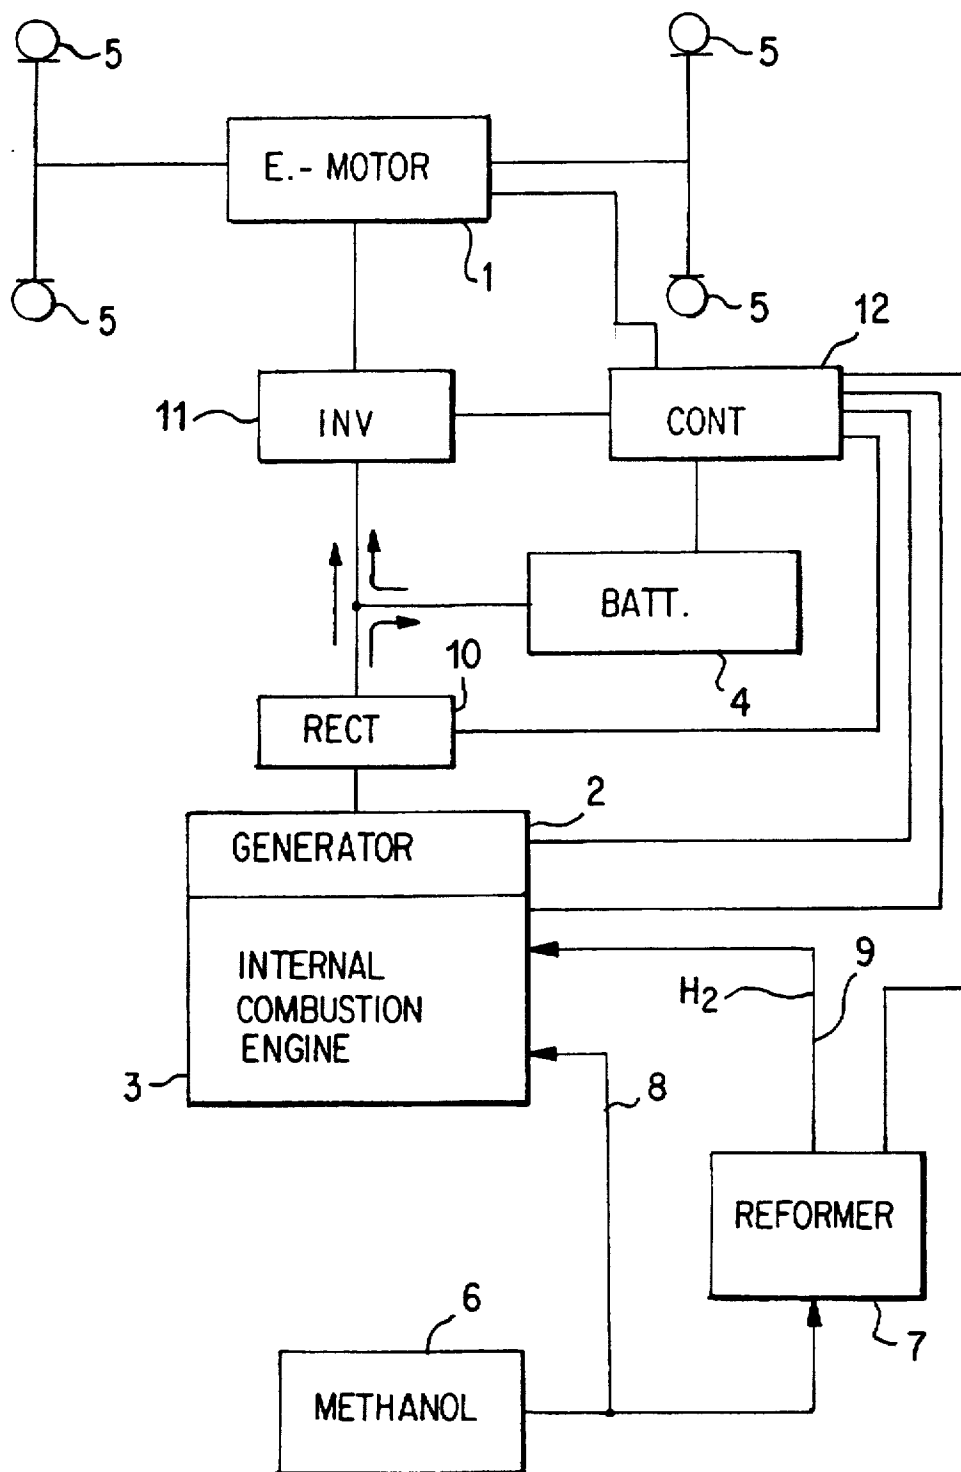 5
5
E.- MOTOR
1
5
5
12
11
INV
CONT
BATT.
10
4
RECT
2
GENERATOR
INTERNAL
COMBUSTION
ENGINE
9
H2
3
8
REFORMER
6
7
METHANOL